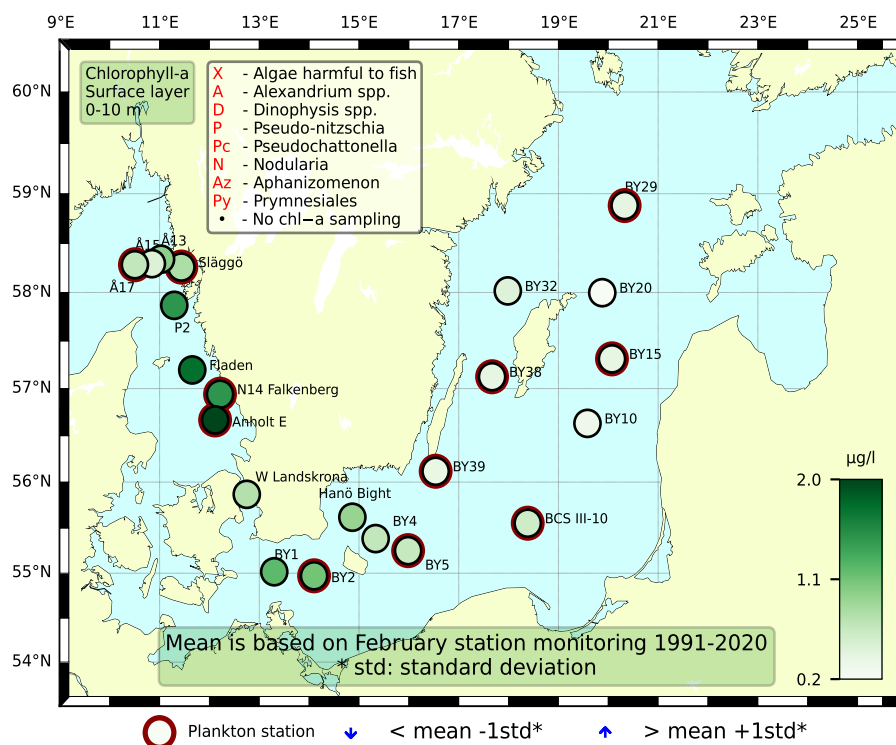 9°E 11°E 13°E 15°E 17°E 19°E 21°E 23°E 25°E
60°N
59°N
58°N
57°N
56°N
55°N
54°N
Chlorophyll-a
Surface layer
0-10 m
X - Algae harmful to fish
A - Alexandrium spp.
D - Dinophysis spp.
P - Pseudo-nitzschia
Pc - Pseudochattonella
N - Nodularia
Az - Aphanizomenon
Py - Prymnesiales
• - No chl−a sampling
BY29
Å15 Å13
Släggö
Å17
BY32
BY20
P2
BY15
Fladen
BY38
N14 Falkenberg
Anholt E
BY10
BY39
W Landskrona
Hanö Bight
BY4
BCS III-10
BY1
BY5
BY2
µg/l
2.0
1.1
0.2
Mean is based on February station monitoring 1991-2020
* std: standard deviation
Plankton station
< mean -1std*
> mean +1std*